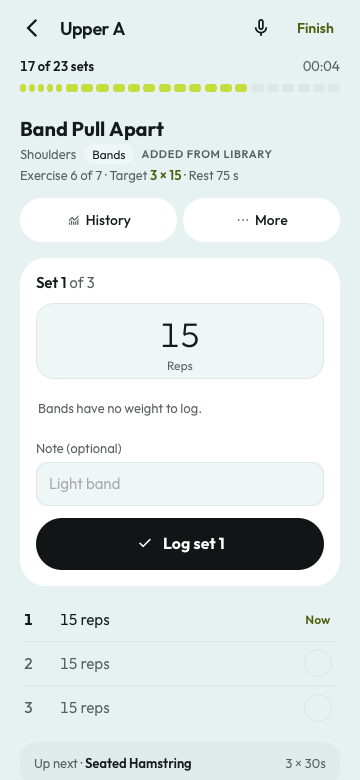 Upper A
Finish
17 of 23 sets
00:04
Band Pull Apart
Shoulders Bands ADDED FROM LIBRARY
Exercise 6 of 7 · Target 3 × 15 · Rest 75 s
History
More
Set 1 of 3
15
Reps
Bands have no weight to log.
Note (optional)
Light band
Log set 1
1 15 reps Now
2 15 reps
3 15 reps
Up next · Seated Hamstring 3 × 30s